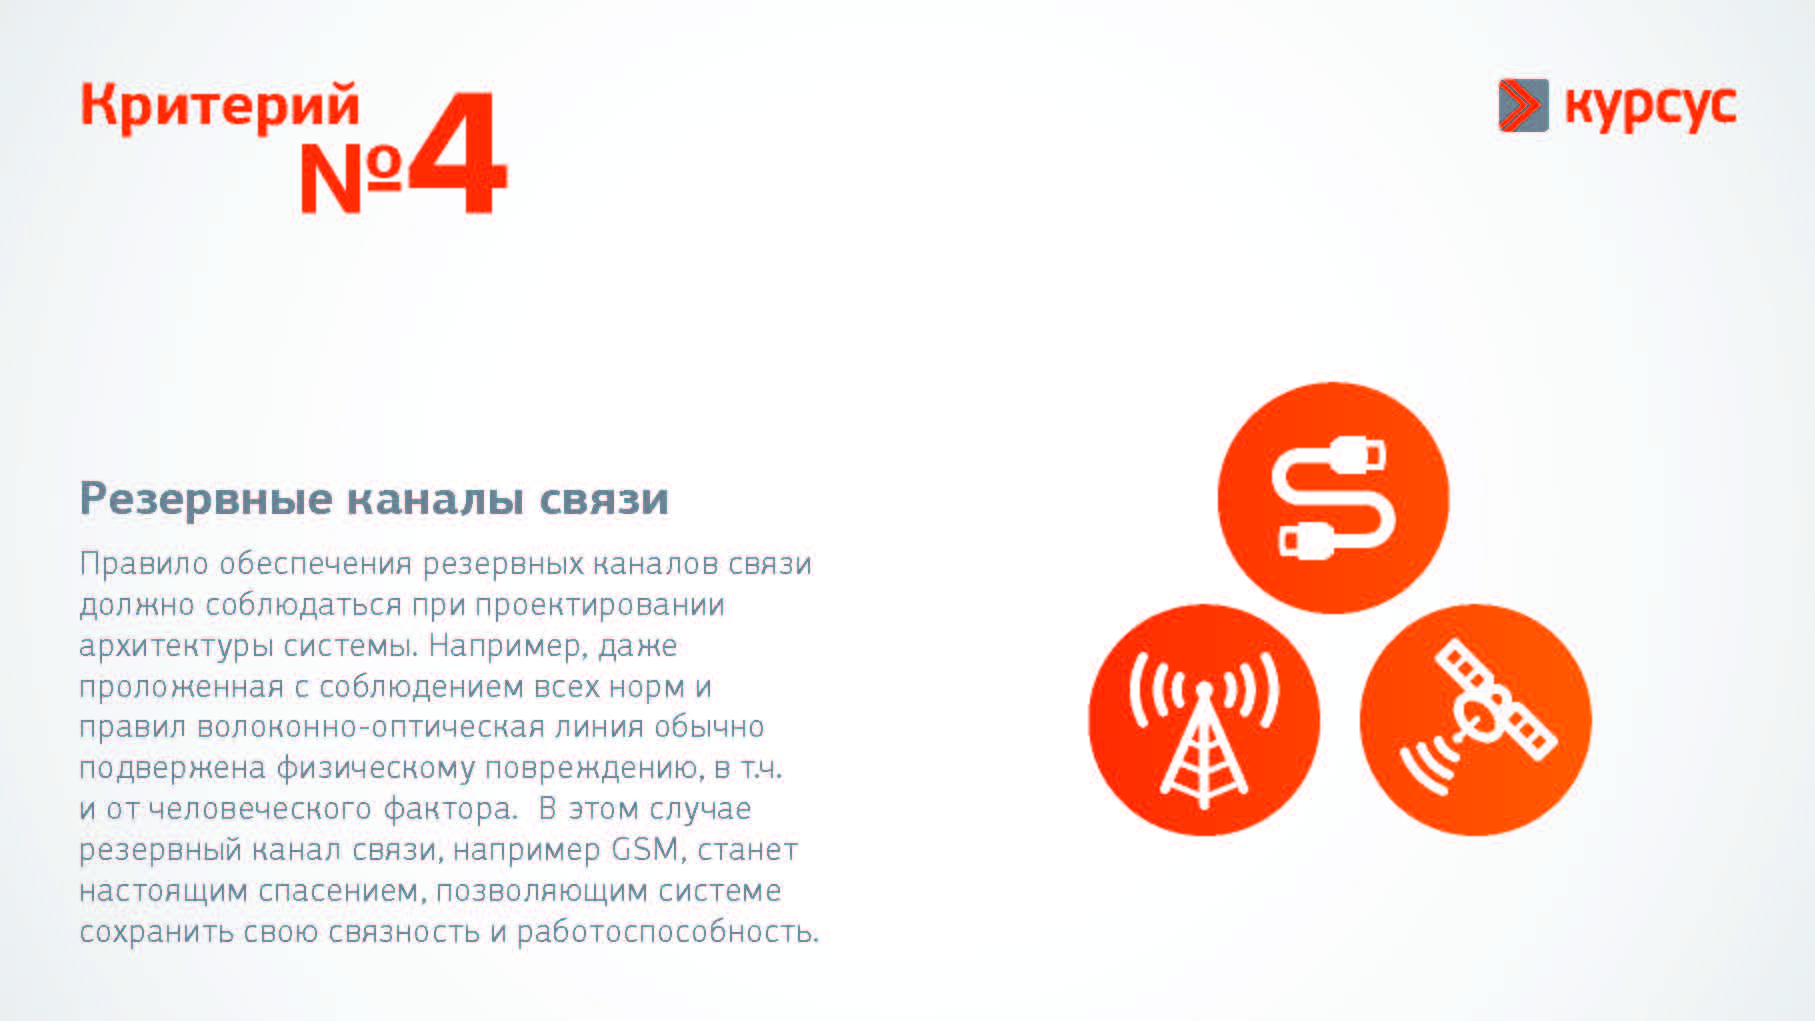 Критерий
№4
курсус
Резервные каналы связи
Правило обеспечения резервных каналов связи
должно соблюдаться при проектировании
архитектуры системы. Например, даже
проложенная с соблюдением всех норм и
правил волоконно-оптическая линия обычно
подвержена физическому повреждению, в т.ч.
и от человеческого фактора.  В этом случае
резервный канал связи, например GSM, станет
настоящим спасением, позволяющим системе
сохранить свою связность и работоспособность.